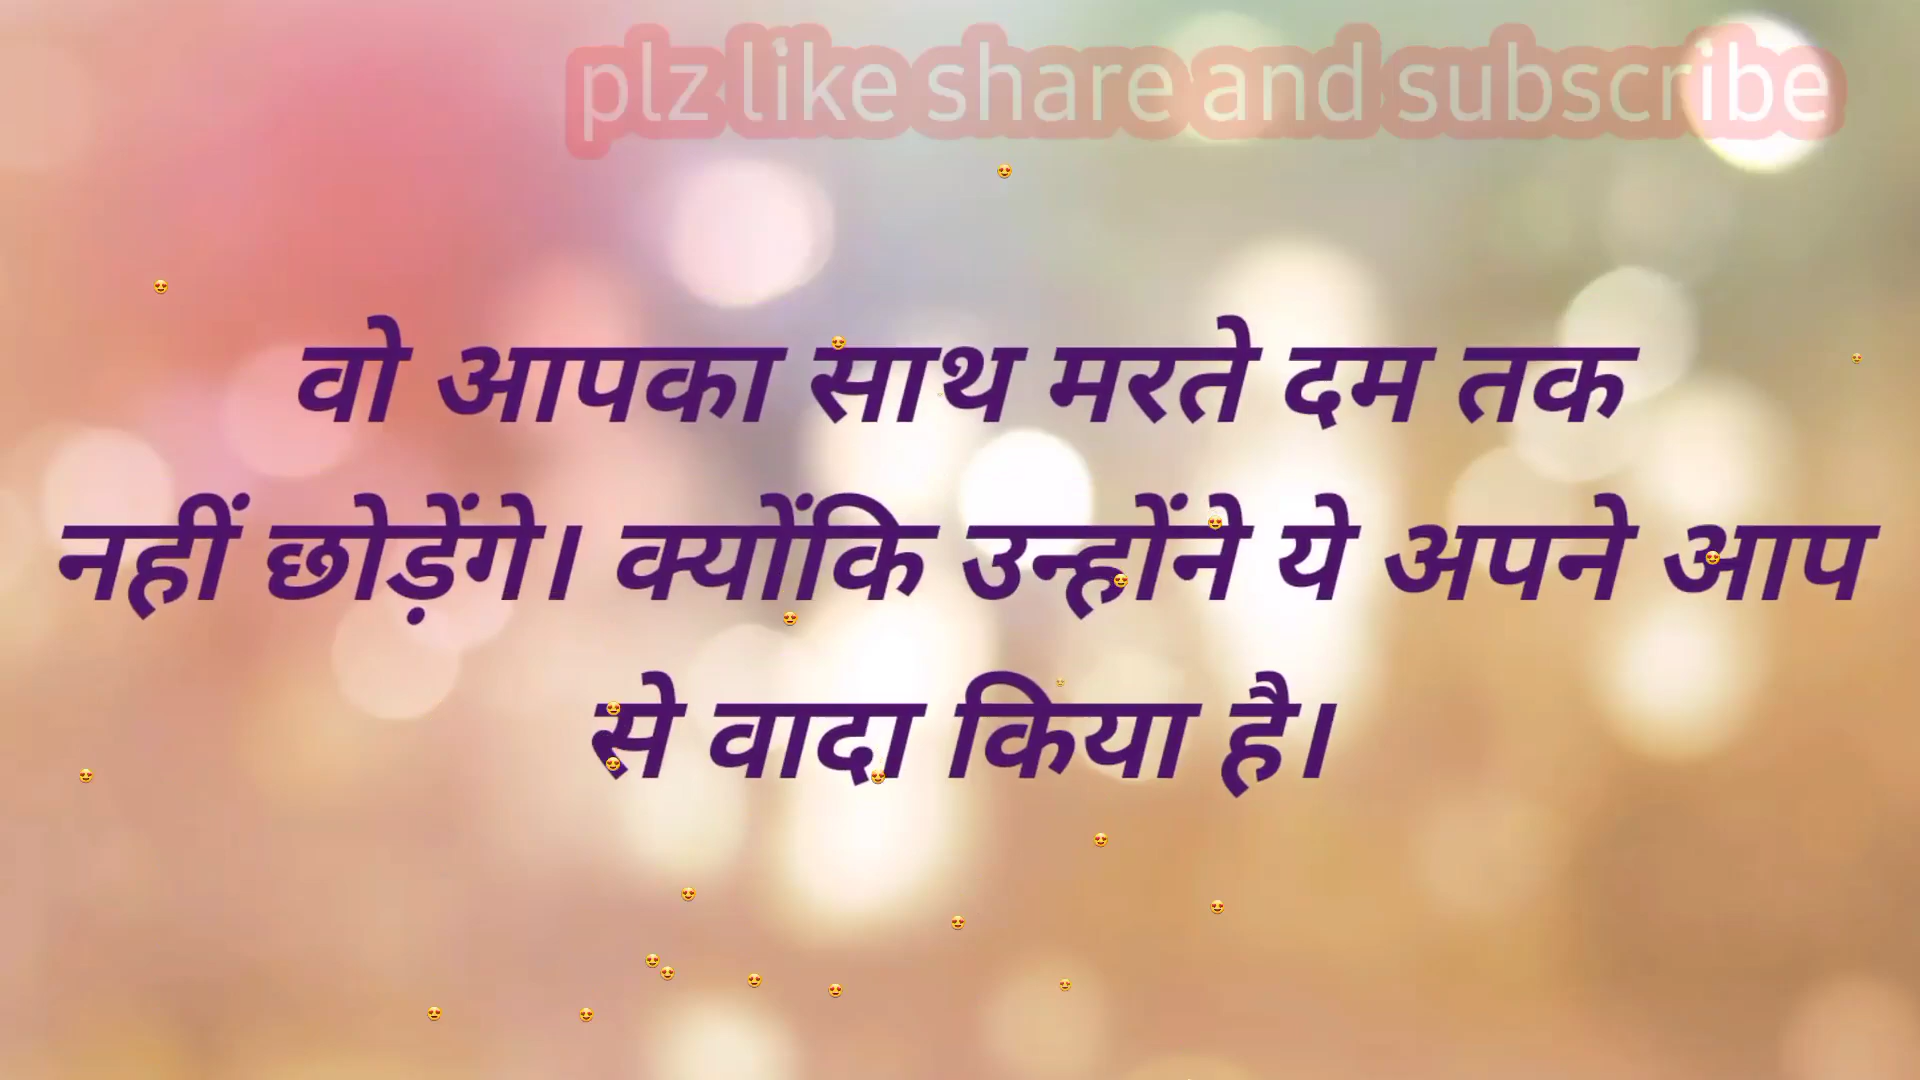 plz like share and subscribe
वो आपका साथ मरते दम तक
नहीं छोड़ेंगे। क्योंकि उन्होंने ये अपने आप
से वादा किया है।